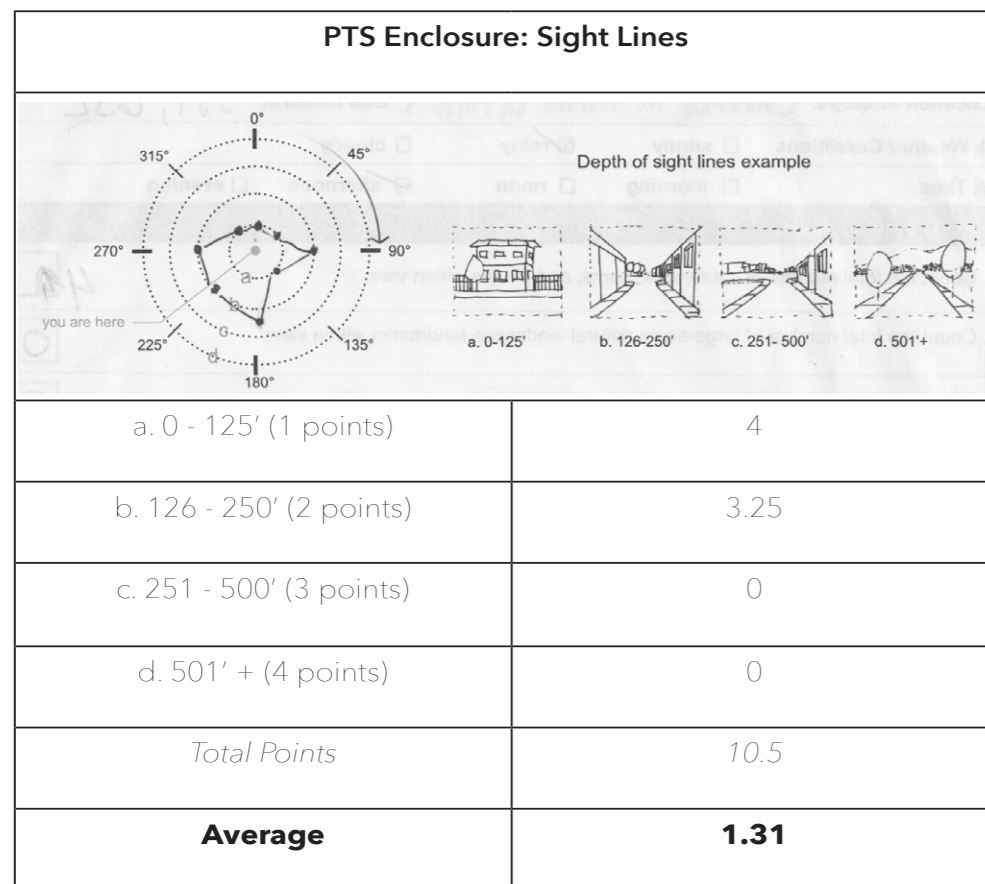 PTS Enclosure: Sight Lines
0°
315°
45°
Depth of sight lines example
270°
90°
a
b
you are here
c
225°
135°
d
180°
a. 0-125'
b. 126-250'
c. 251- 500'
d. 501'+
a. 0 - 125' (1 points)
4
b. 126 - 250' (2 points)
3.25
c. 251 - 500' (3 points)
0
d. 501' + (4 points)
0
Total Points
10.5
Average
1.31